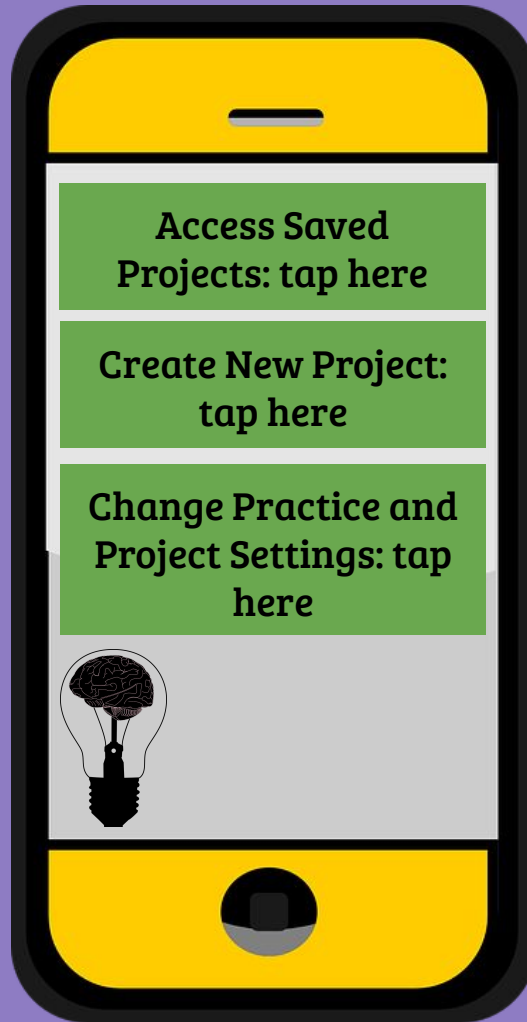 Access Saved
Projects: tap here
Create New Project:
tap here
Change Practice and
Project Settings: tap
here